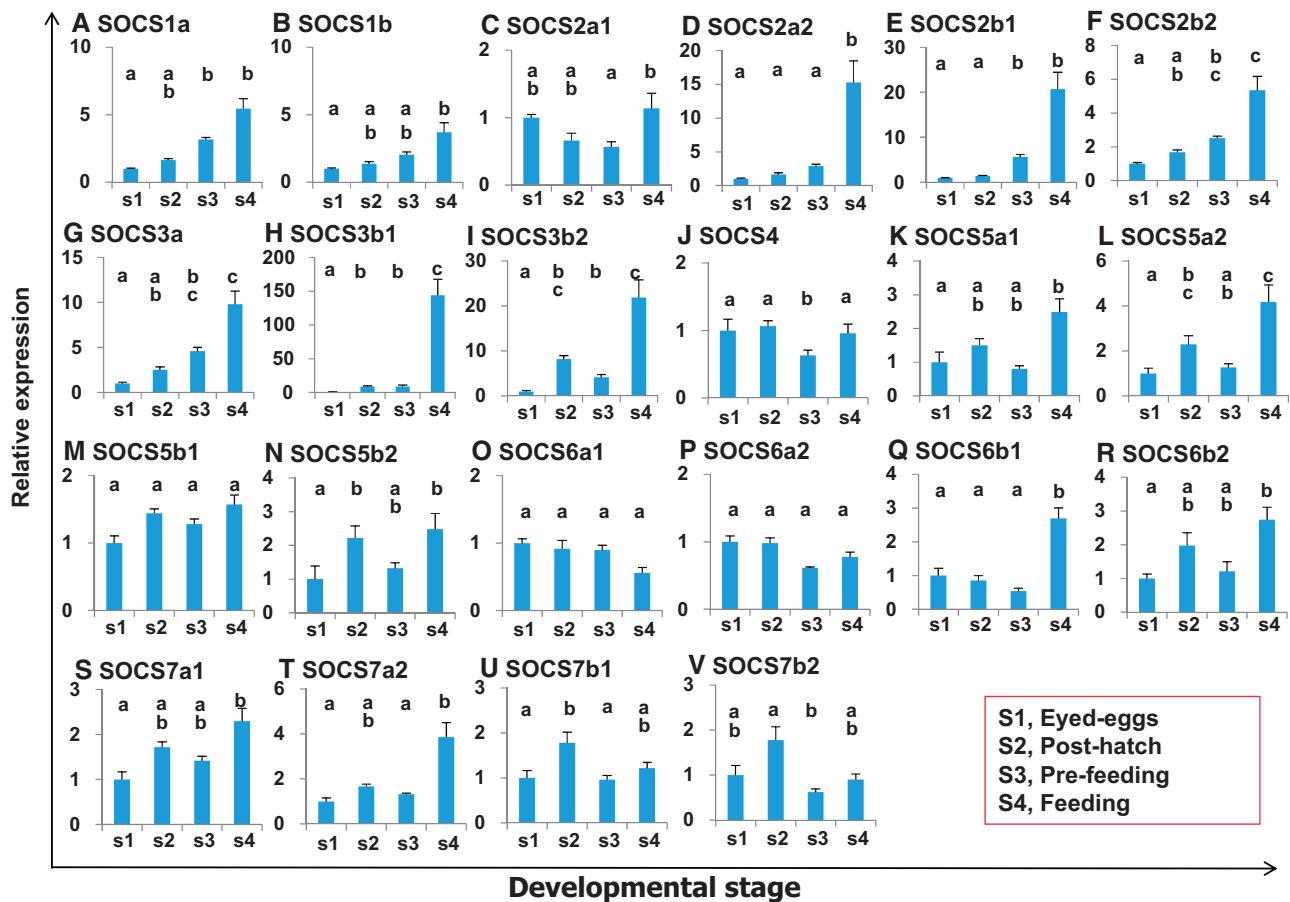 Relative expression
A SOCS1a
10
5
0
a a b b
b
s1 s2 s3 s4
B SOCS1b
10
5
0
a a a b
b b
s1 s2 s3 s4
C SOCS2a1
2
1
0
a a a b
b b
s1 s2 s3 s4
D SOCS2a2
20
15
10
5
0
a a a b
s1 s2 s3 s4
E SOCS2b1
30
20
10
0
a a b b
s1 s2 s3 s4
F SOCS2b2
8
6
4
2
0
a a b c
b c
s1 s2 s3 s4
G SOCS3a
15
10
5
0
a a b c
b c
s1 s2 s3 s4
H SOCS3b1
200
150
100
50
0
a b b c
s1 s2 s3 s4
I SOCS3b2
30
20
10
0
a b b c
c
s1 s2 s3 s4
J SOCS4
2
1
0
a a b a
s1 s2 s3 s4
K SOCS5a1
4
3
2
1
0
a a a b
b b
s1 s2 s3 s4
L SOCS5a2
6
4
2
0
a b a c
c b
s1 s2 s3 s4
M SOCS5b1
2
1
0
a a a a
s1 s2 s3 s4
N SOCS5b2
4
3
2
1
0
a b a b
b
s1 s2 s3 s4
O SOCS6a1
2
1
0
a a a a
s1 s2 s3 s4
P SOCS6a2
2
1
0
a a a a
s1 s2 s3 s4
Q SOCS6b1
4
3
2
1
0
a a a b
s1 s2 s3 s4
R SOCS6b2
4
3
2
1
0
a a a b
b b
s1 s2 s3 s4
S SOCS7a1
3
2
1
0
a a a b
b b
s1 s2 s3 s4
T SOCS7a2
6
4
2
0
a a a b
b
s1 s2 s3 s4
U SOCS7b1
3
2
1
0
a b a a
b
s1 s2 s3 s4
V SOCS7b2
3
2
1
0
a a b a
b b
s1 s2 s3 s4
S1, Eyed-eggs
S2, Post-hatch
S3, Pre-feeding
S4, Feeding
Developmental stage